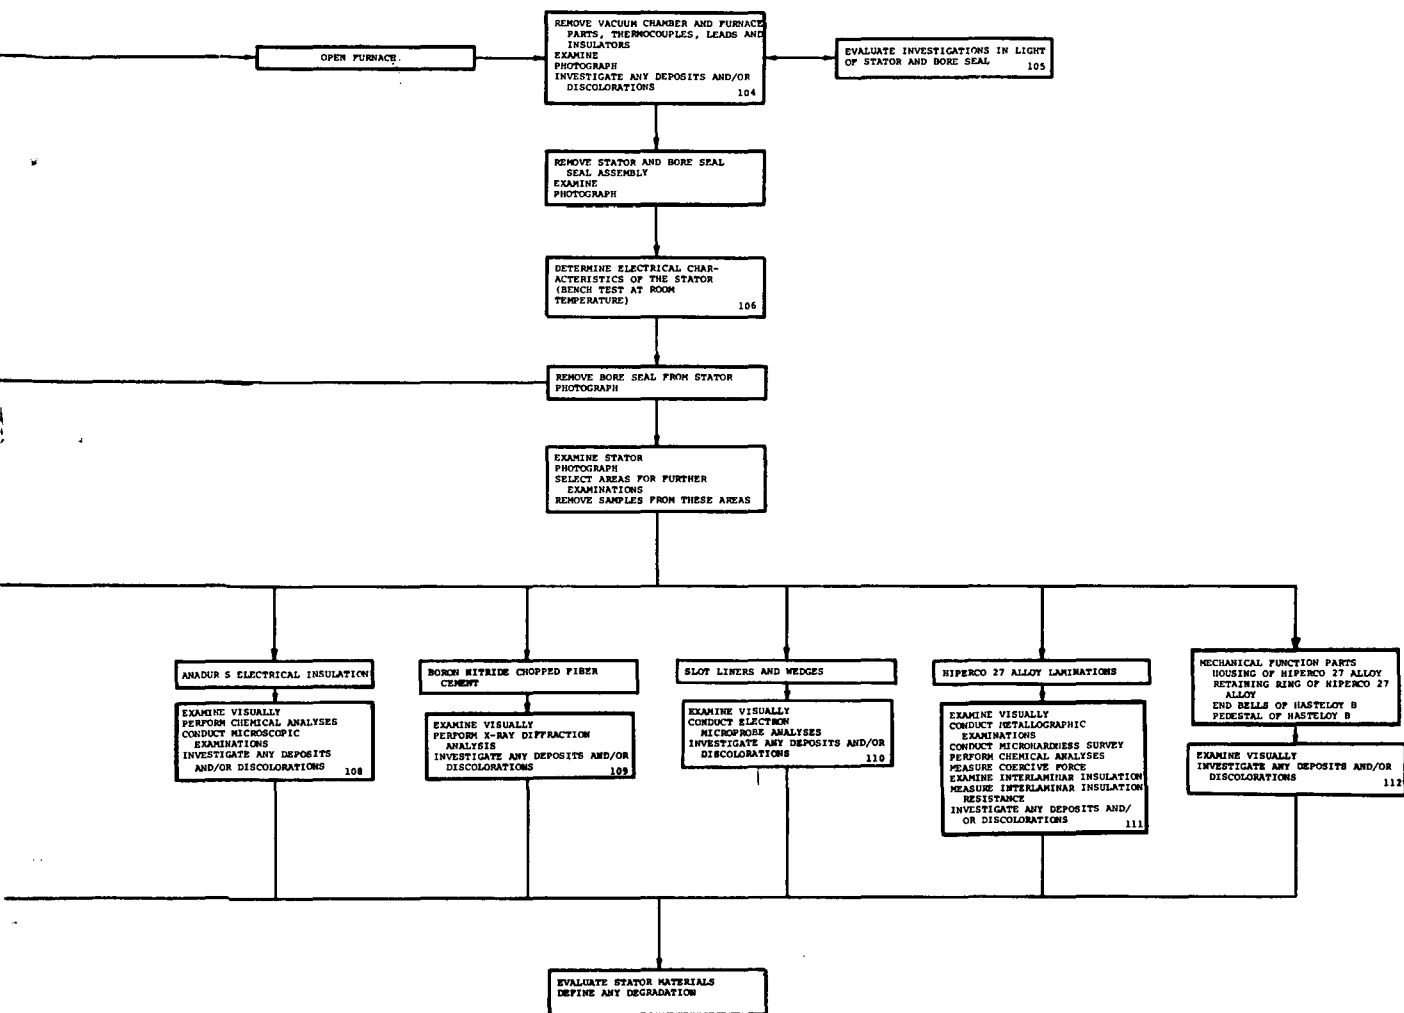 OPEN FURNACE.
REMOVE VACUUM CHAMBER AND FURNACE
PARTS, THERMOCOUPLES, LEADS AND
INSULATORS
EXAMINE
PHOTOGRAPH
INVESTIGATE ANY DEPOSITS AND/OR
DISCOLORATIONS
104
EVALUATE INVESTIGATIONS IN LIGHT
OF STATOR AND BORE SEAL
105
REMOVE STATOR AND BORE SEAL
SEAL ASSEMBLY
EXAMINE
PHOTOGRAPH
DETERMINE ELECTRICAL CHAR-
ACTERISTICS OF THE STATOR
(BENCH TEST AT ROOM
TEMPERATURE)
106
REMOVE BORE SEAL FROM STATOR
PHOTOGRAPH
EXAMINE STATOR
PHOTOGRAPH
SELECT AREAS FOR FURTHER
EXAMINATIONS
REMOVE SAMPLES FROM THESE AREAS
ANADUR S ELECTRICAL INSULATION
EXAMINE VISUALLY
PERFORM CHEMICAL ANALYSES
CONDUCT MICROSCOPIC
EXAMINATIONS
INVESTIGATE ANY DEPOSITS
AND/OR DISCOLORATIONS
108
BORON NITRIDE CHOPPED FIBER
CEMENT
EXAMINE VISUALLY
PERFORM X-RAY DIFFRACTION
ANALYSIS
INVESTIGATE ANY DEPOSITS AND/OR
DISCOLORATIONS
109
SLOT LINERS AND WEDGES
EXAMINE VISUALLY
CONDUCT ELECTRON
MICROPROBE ANALYSES
INVESTIGATE ANY DEPOSITS AND/OR
DISCOLORATIONS
110
HIPERCO 27 ALLOY LAMINATIONS
EXAMINE VISUALLY
CONDUCT METALLOGRAPHIC
EXAMINATIONS
CONDUCT MICROHARDNESS SURVEY
PERFORM CHEMICAL ANALYSES
MEASURE COERCIVE FORCE
EXAMINE INTERLAMINAR INSULATION
MEASURE INTERLAMINAR INSULATION
RESISTANCE
INVESTIGATE ANY DEPOSITS AND/
OR DISCOLORATIONS
111
MECHANICAL FUNCTION PARTS
HOUSING OF HIPERCO 27 ALLOY
RETAINING RING OF HIPERCO 27
ALLOY
END BELLS OF HASTELOY B
PEDESTAL OF HASTELOY B
EXAMINE VISUALLY
INVESTIGATE ANY DEPOSITS AND/OR
DISCOLORATIONS
112
EVALUATE STATOR MATERIALS
DEFINE ANY DEGRADATION